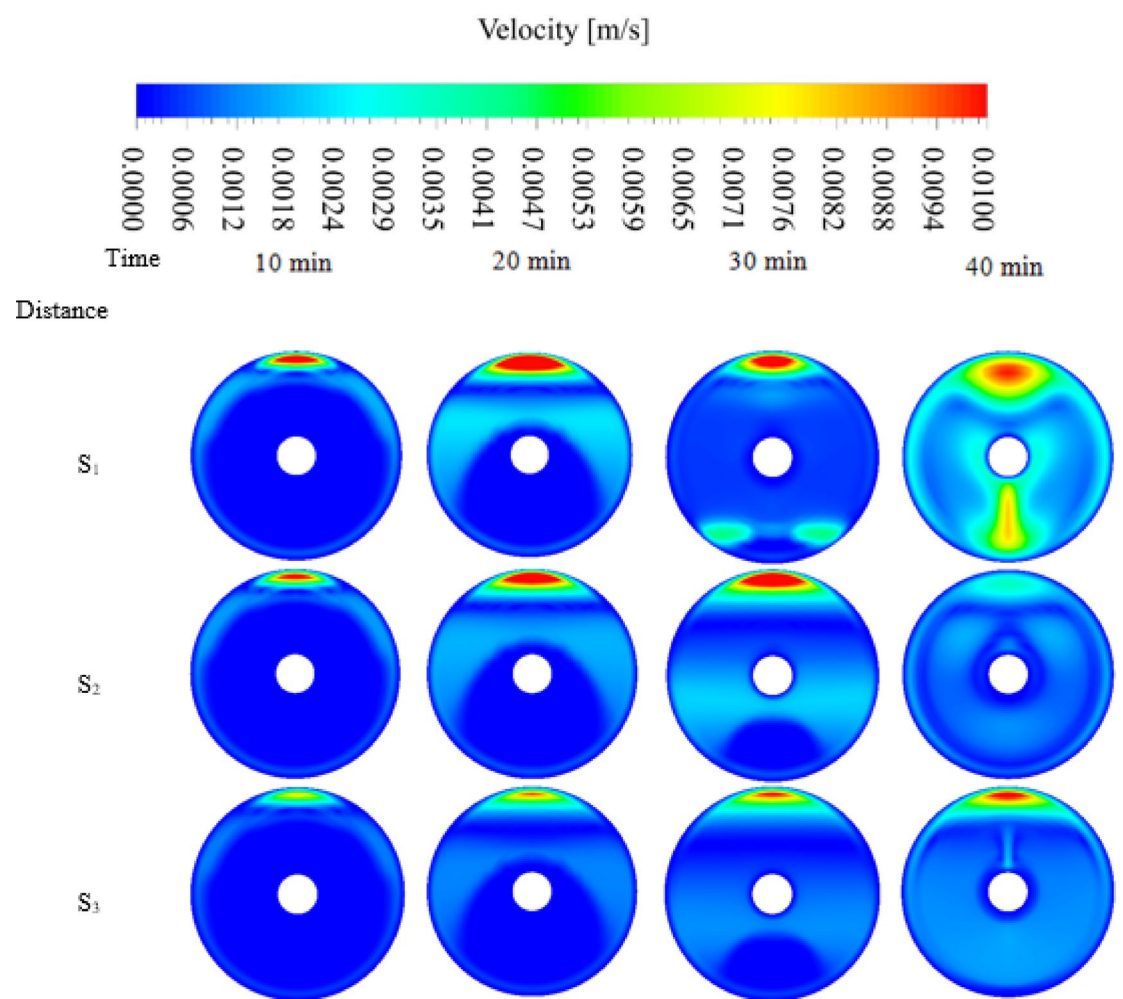 Velocity [m/s]
0.00000 0.0006 0.0012 0.0018 0.0024 0.0029 0.0035 0.0041 0.0047 0.0053 0.0059 0.0065 0.0071 0.0076 0.0082 0.0088 0.0094 0.0100
Time 10 min 20 min 30 min 40 min
Distance
S₁
S₂
S₃